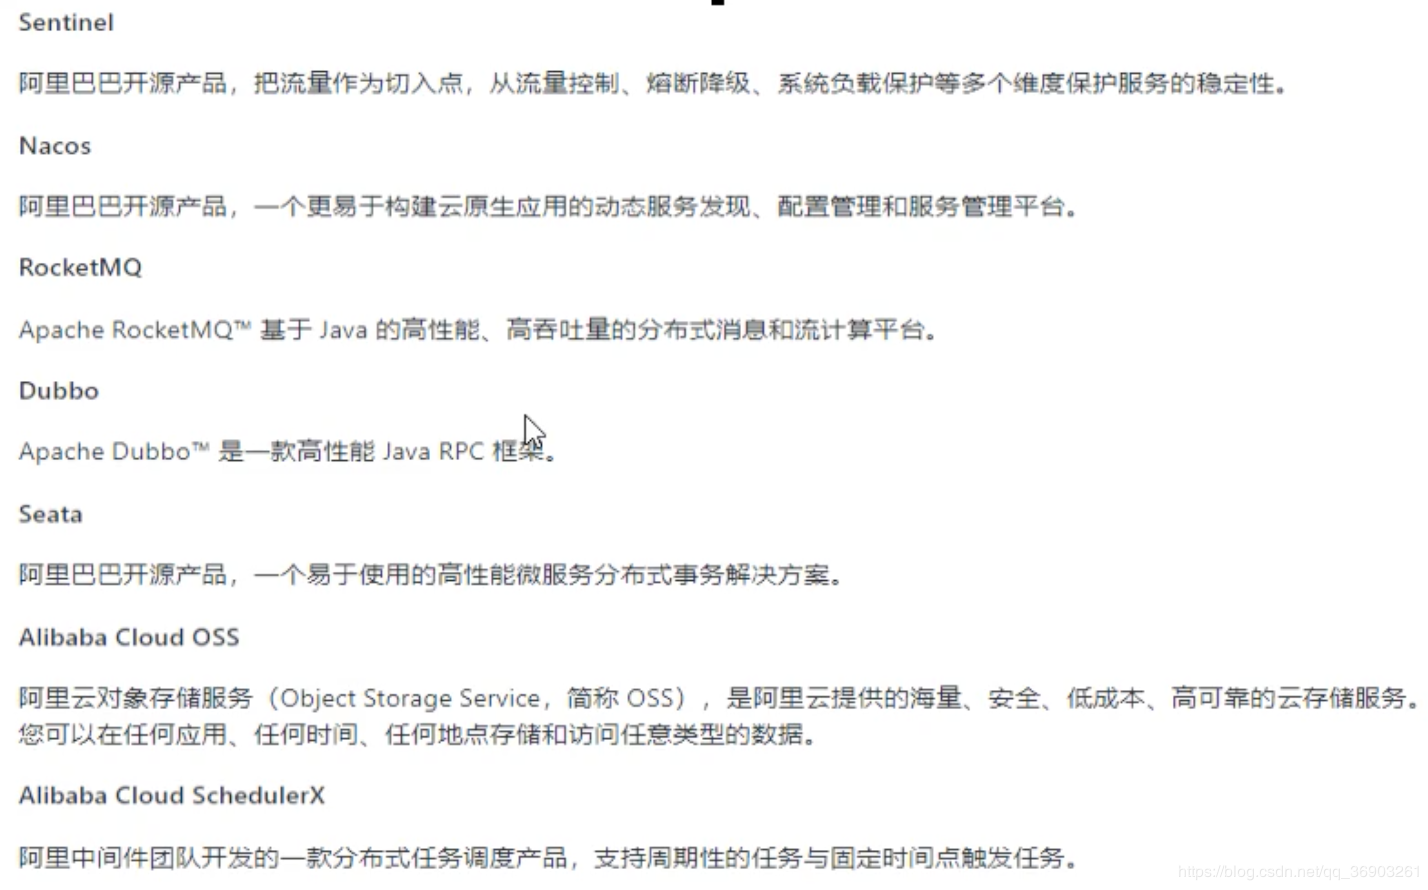 Sentinel
阿里巴巴开源产品，把流量作为切入点，从流量控制、熔断降级、系统负载保护等多个维度保护服务的稳定性。
Nacos
阿里巴巴开源产品，一个更易于构建云原生应用的动态服务发现、配置管理和服务管理平台。
RocketMQ
Apache RocketMQ™ 基于 Java 的高性能、高吞吐量的分布式消息和流计算平台。
Dubbo
Apache Dubbo™ 是一款高性能 Java RPC 框架。
Seata
阿里巴巴开源产品，一个易于使用的高性能微服务分布式事务解决方案。
Alibaba Cloud OSS
阿里云对象存储服务（Object Storage Service，简称 OSS），是阿里云提供的海量、安全、低成本、高可靠的云存储服务。
您可以在任何应用、任何时间、任何地点存储和访问任意类型的数据。
Alibaba Cloud SchedulerX
阿里中间件团队开发的一款分布式任务调度产品，支持周期性的任务与固定时间点触发任务。
https://blog.csdn.net/qq_36903261